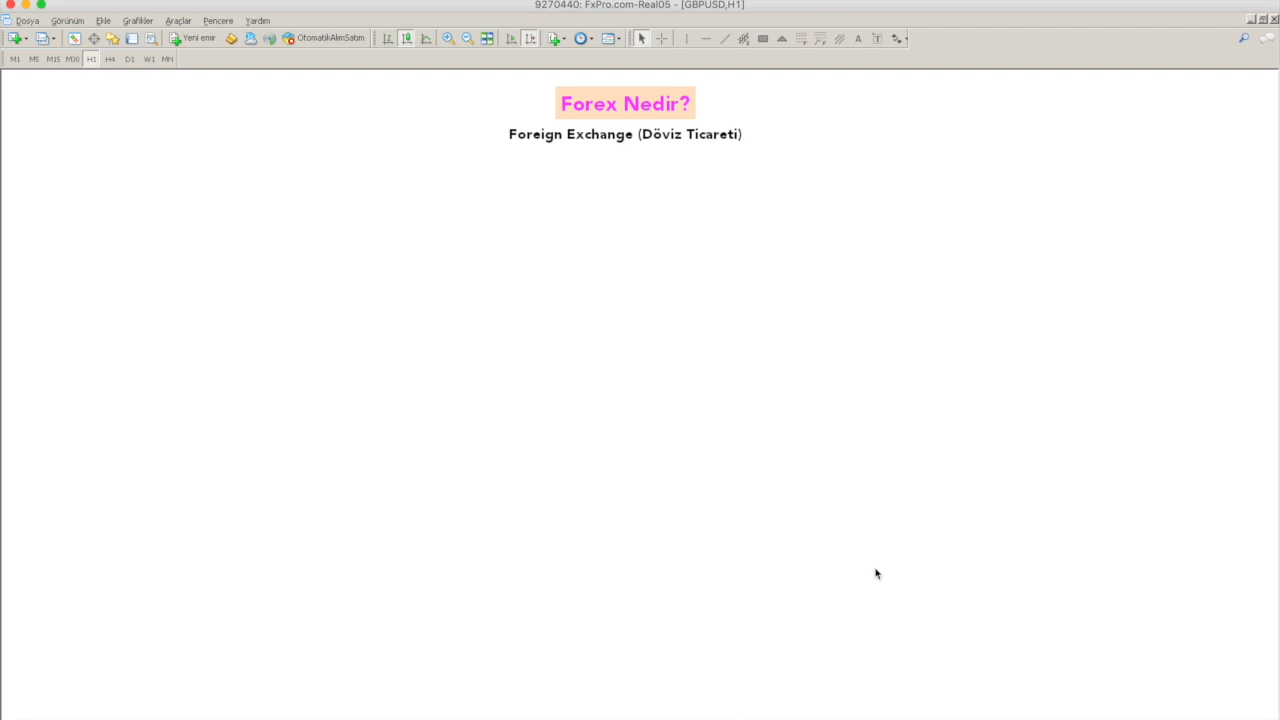 9270440: FxPro.com-Real05 - [GBPUSD,H1]
Dosya Görünüm Ekle Grafikler Araçlar Pencere Yardım
Yeni emir OtomatikAlımSatım
M1 M5 M15 M30 H1 H4 D1 W1 MN
Forex Nedir?
Foreign Exchange (Döviz Ticareti)